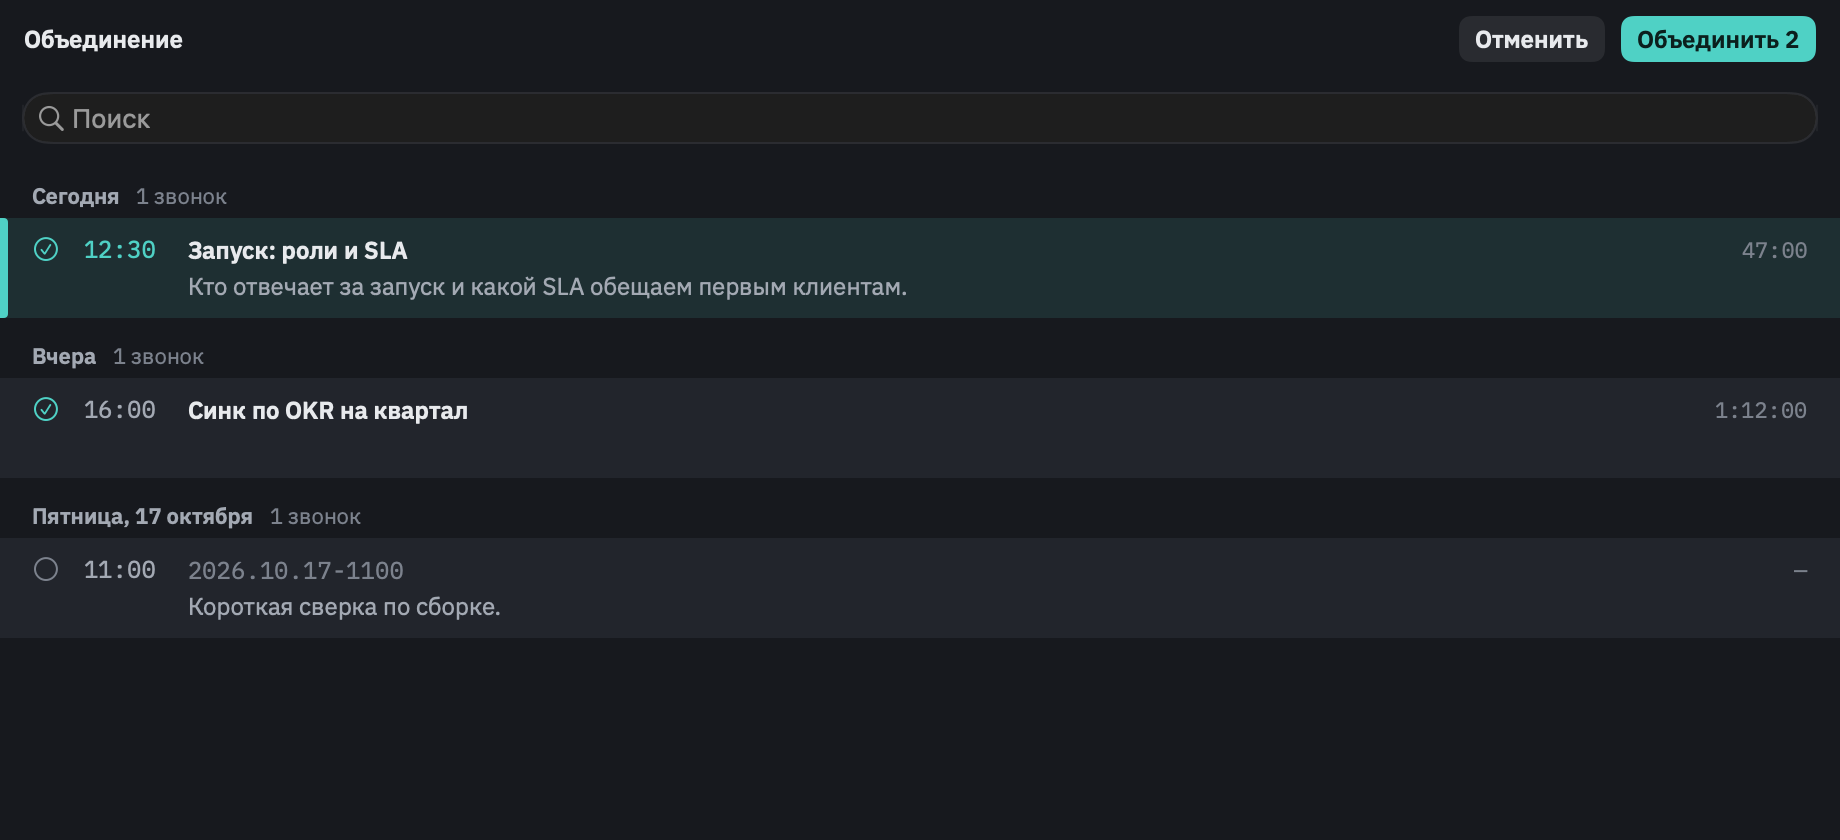 Объединение
Отменить
Объединить 2
Поиск
Сегодня 1 звонок
12:30 Запуск: роли и SLA 47:00
Кто отвечает за запуск и какой SLA обещаем первым клиентам.
Вчера 1 звонок
16:00 Синк по OKR на квартал 1:12:00
Пятница, 17 октября 1 звонок
11:00 2026.10.17-1100 —
Короткая сверка по сборке.